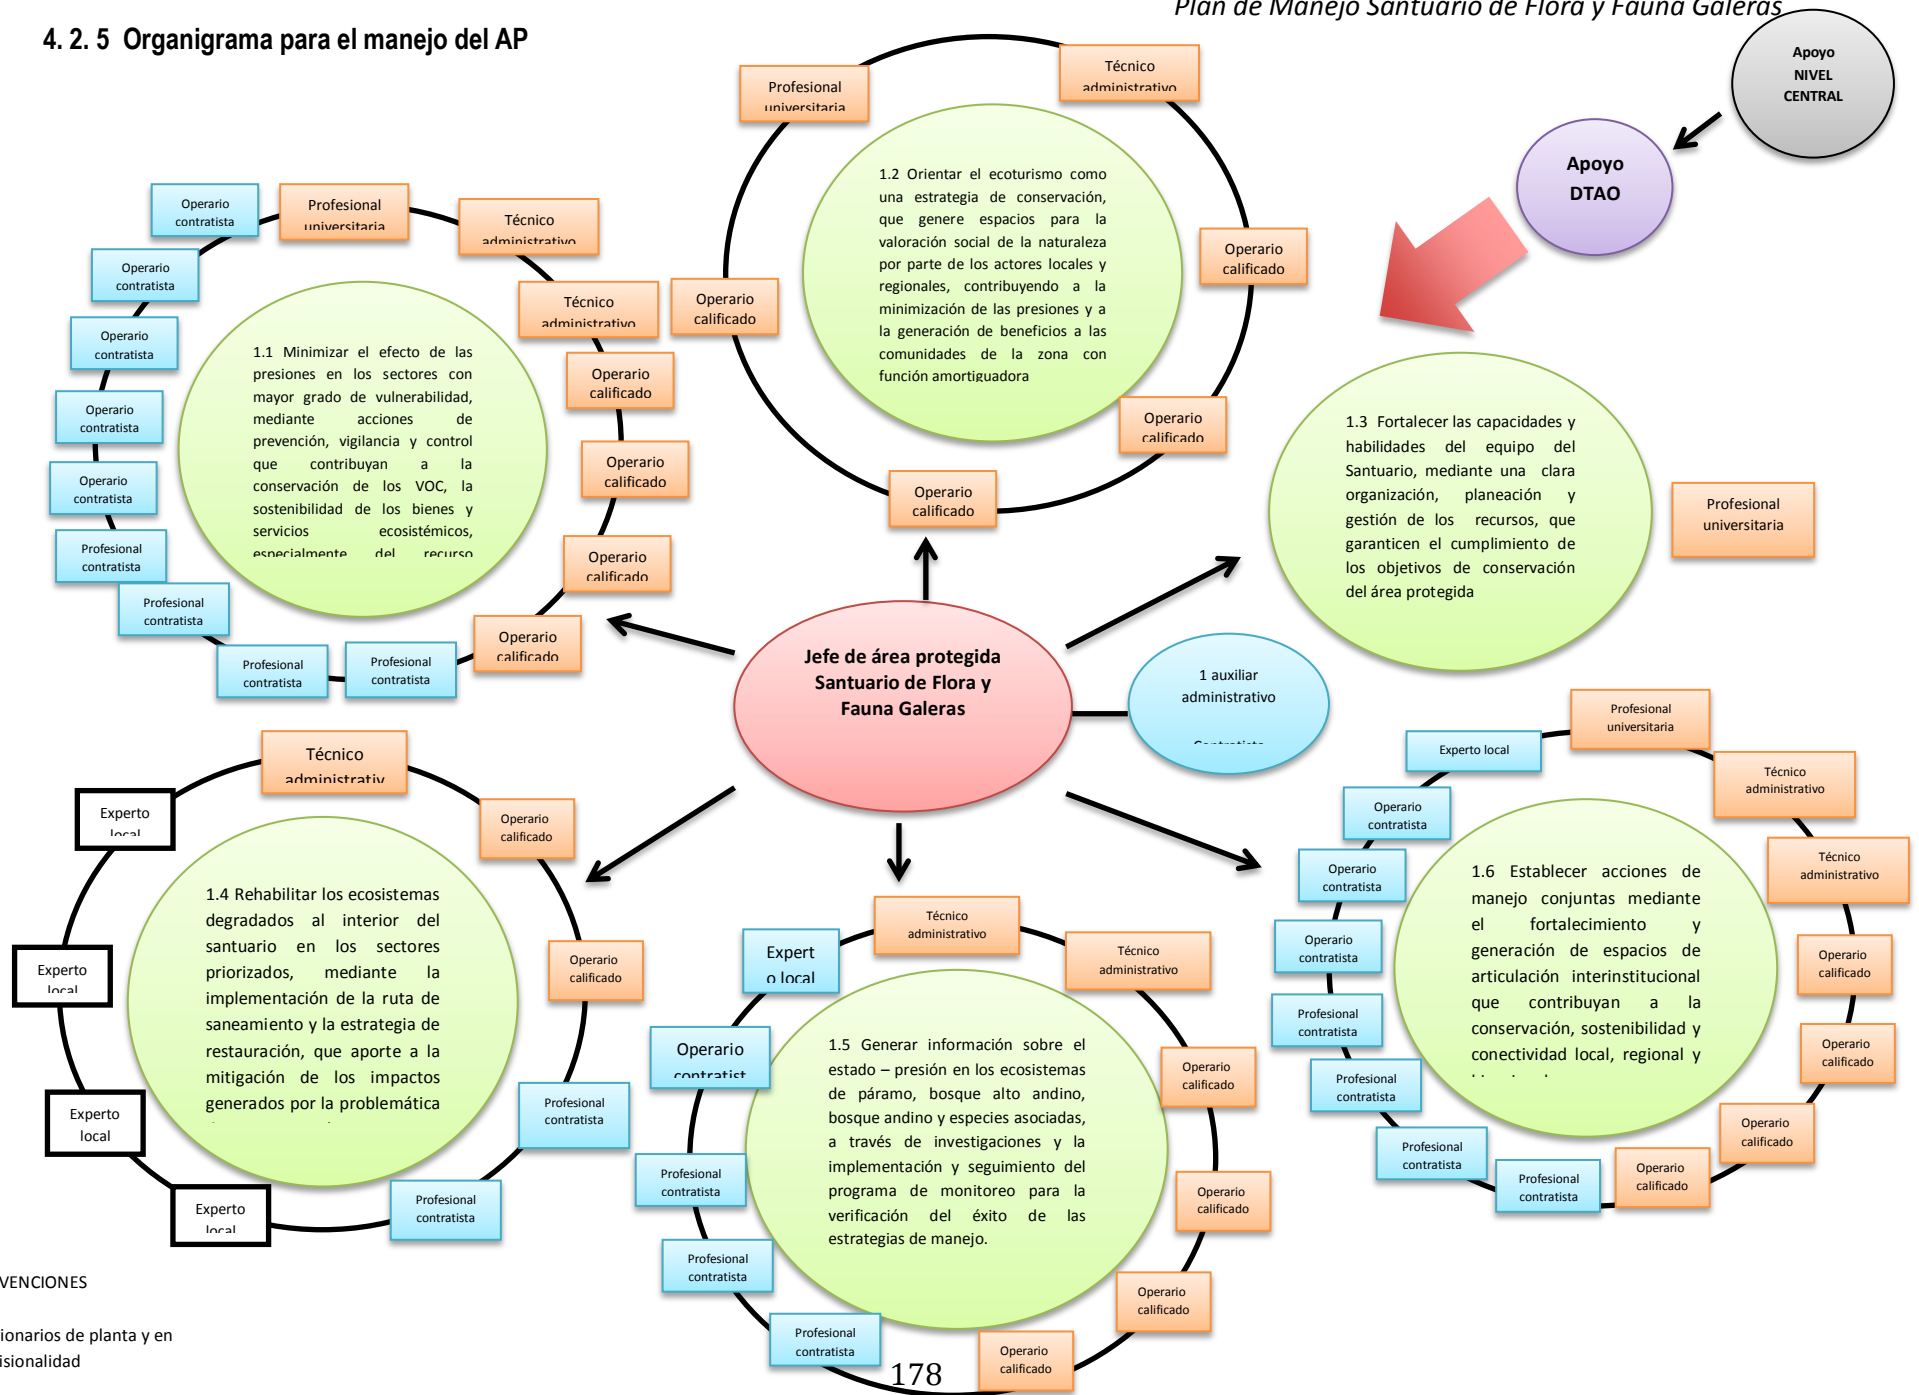 Plan de Manejo Santuario de Flora y Fauna Galeras
4. 2. 5 Organigrama para el manejo del AP
Apoyo
NIVEL
CENTRAL
Apoyo
DTAO
Profesional
universitaria
Técnico
administrativo
1.2 Orientar el ecoturismo como
una estrategia de conservación,
que genere espacios para la
valoración social de la naturaleza
por parte de los actores locales y
regionales, contribuyendo a la
minimización de las presiones y a
la generación de beneficios a las
comunidades de la zona con
función amortiguadora
Operario
calificado
Operario
calificado
Operario
calificado
Operario
calificado
Operario
contratista
Profesional
universitaria
Técnico
administrativo
Operario
contratista
Técnico
administrativo
Operario
contratista
Operario
calificado
Operario
contratista
Operario
calificado
Operario
contratista
Operario
calificado
Profesional
contratista
Profesional
contratista
Operario
calificado
Profesional
contratista
Profesional
contratista
1.1 Minimizar el efecto de las
presiones en los sectores con
mayor grado de vulnerabilidad,
mediante acciones de
prevención, vigilancia y control
que contribuyan a la
conservación de los VOC, la
sostenibilidad de los bienes y
servicios ecosistémicos,
especialmente del recurso
1.3 Fortalecer las capacidades y
habilidades del equipo del
Santuario, mediante una clara
organización, planeación y
gestión de los recursos, que
garanticen el cumplimiento de
los objetivos de conservación
del área protegida
Profesional
universitaria
Jefe de área protegida
Santuario de Flora y
Fauna Galeras
1 auxiliar
administrativo
Contratista
Técnico
administrativ
Experto
local
Operario
calificado
Experto
local
Operario
calificado
Experto
local
Profesional
contratista
Experto
local
Profesional
contratista
1.4 Rehabilitar los ecosistemas
degradados al interior del
santuario en los sectores
priorizados, mediante la
implementación de la ruta de
saneamiento y la estrategia de
restauración, que aporte a la
mitigación de los impactos
generados por la problemática
Técnico
administrativo
Expert
o local
Técnico
administrativo
Operario
contratist
Operario
calificado
Profesional
contratista
Operario
calificado
Profesional
contratista
Operario
calificado
Profesional
contratista
Operario
calificado
1.5 Generar información sobre el
estado – presión en los ecosistemas
de páramo, bosque alto andino,
bosque andino y especies asociadas,
a través de investigaciones y la
implementación y seguimiento del
programa de monitoreo para la
verificación del éxito de las
estrategias de manejo.
Profesional
universitaria
Experto local
Técnico
administrativo
Operario
contratista
Técnico
administrativo
Operario
contratista
Operario
contratista
Operario
calificado
Profesional
contratista
Operario
calificado
Profesional
contratista
Operario
calificado
Profesional
contratista
Profesional
contratista
Operario
calificado
1.6 Establecer acciones de
manejo conjuntas mediante
el fortalecimiento y
generación de espacios de
articulación interinstitucional
que contribuyan a la
conservación, sostenibilidad y
conectividad local, regional y
VENCIONES
ionarios de planta y en
isionalidad
178